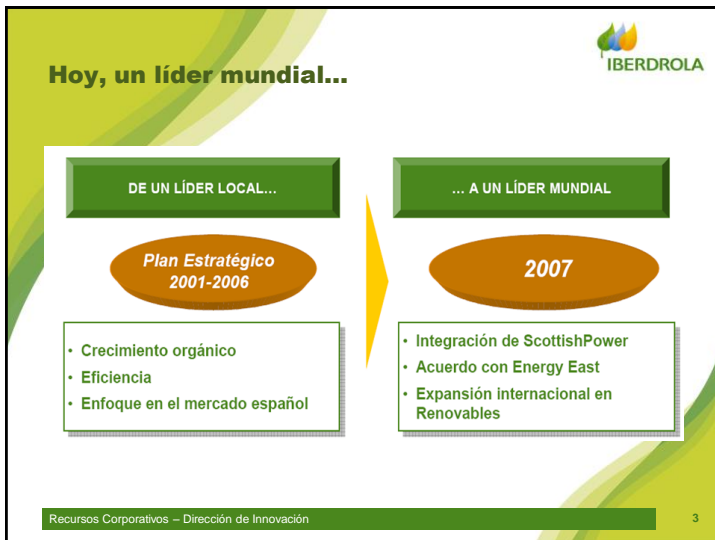 Hoy, un líder mundial...
IBERDROLA
DE UN LÍDER LOCAL...
Plan Estratégico
2001-2006
• Crecimiento orgánico
• Eficiencia
• Enfoque en el mercado español
... A UN LÍDER MUNDIAL
2007
• Integración de ScottishPower
• Acuerdo con Energy East
• Expansión internacional en
Renovables
Recursos Corporativos – Dirección de Innovación
3